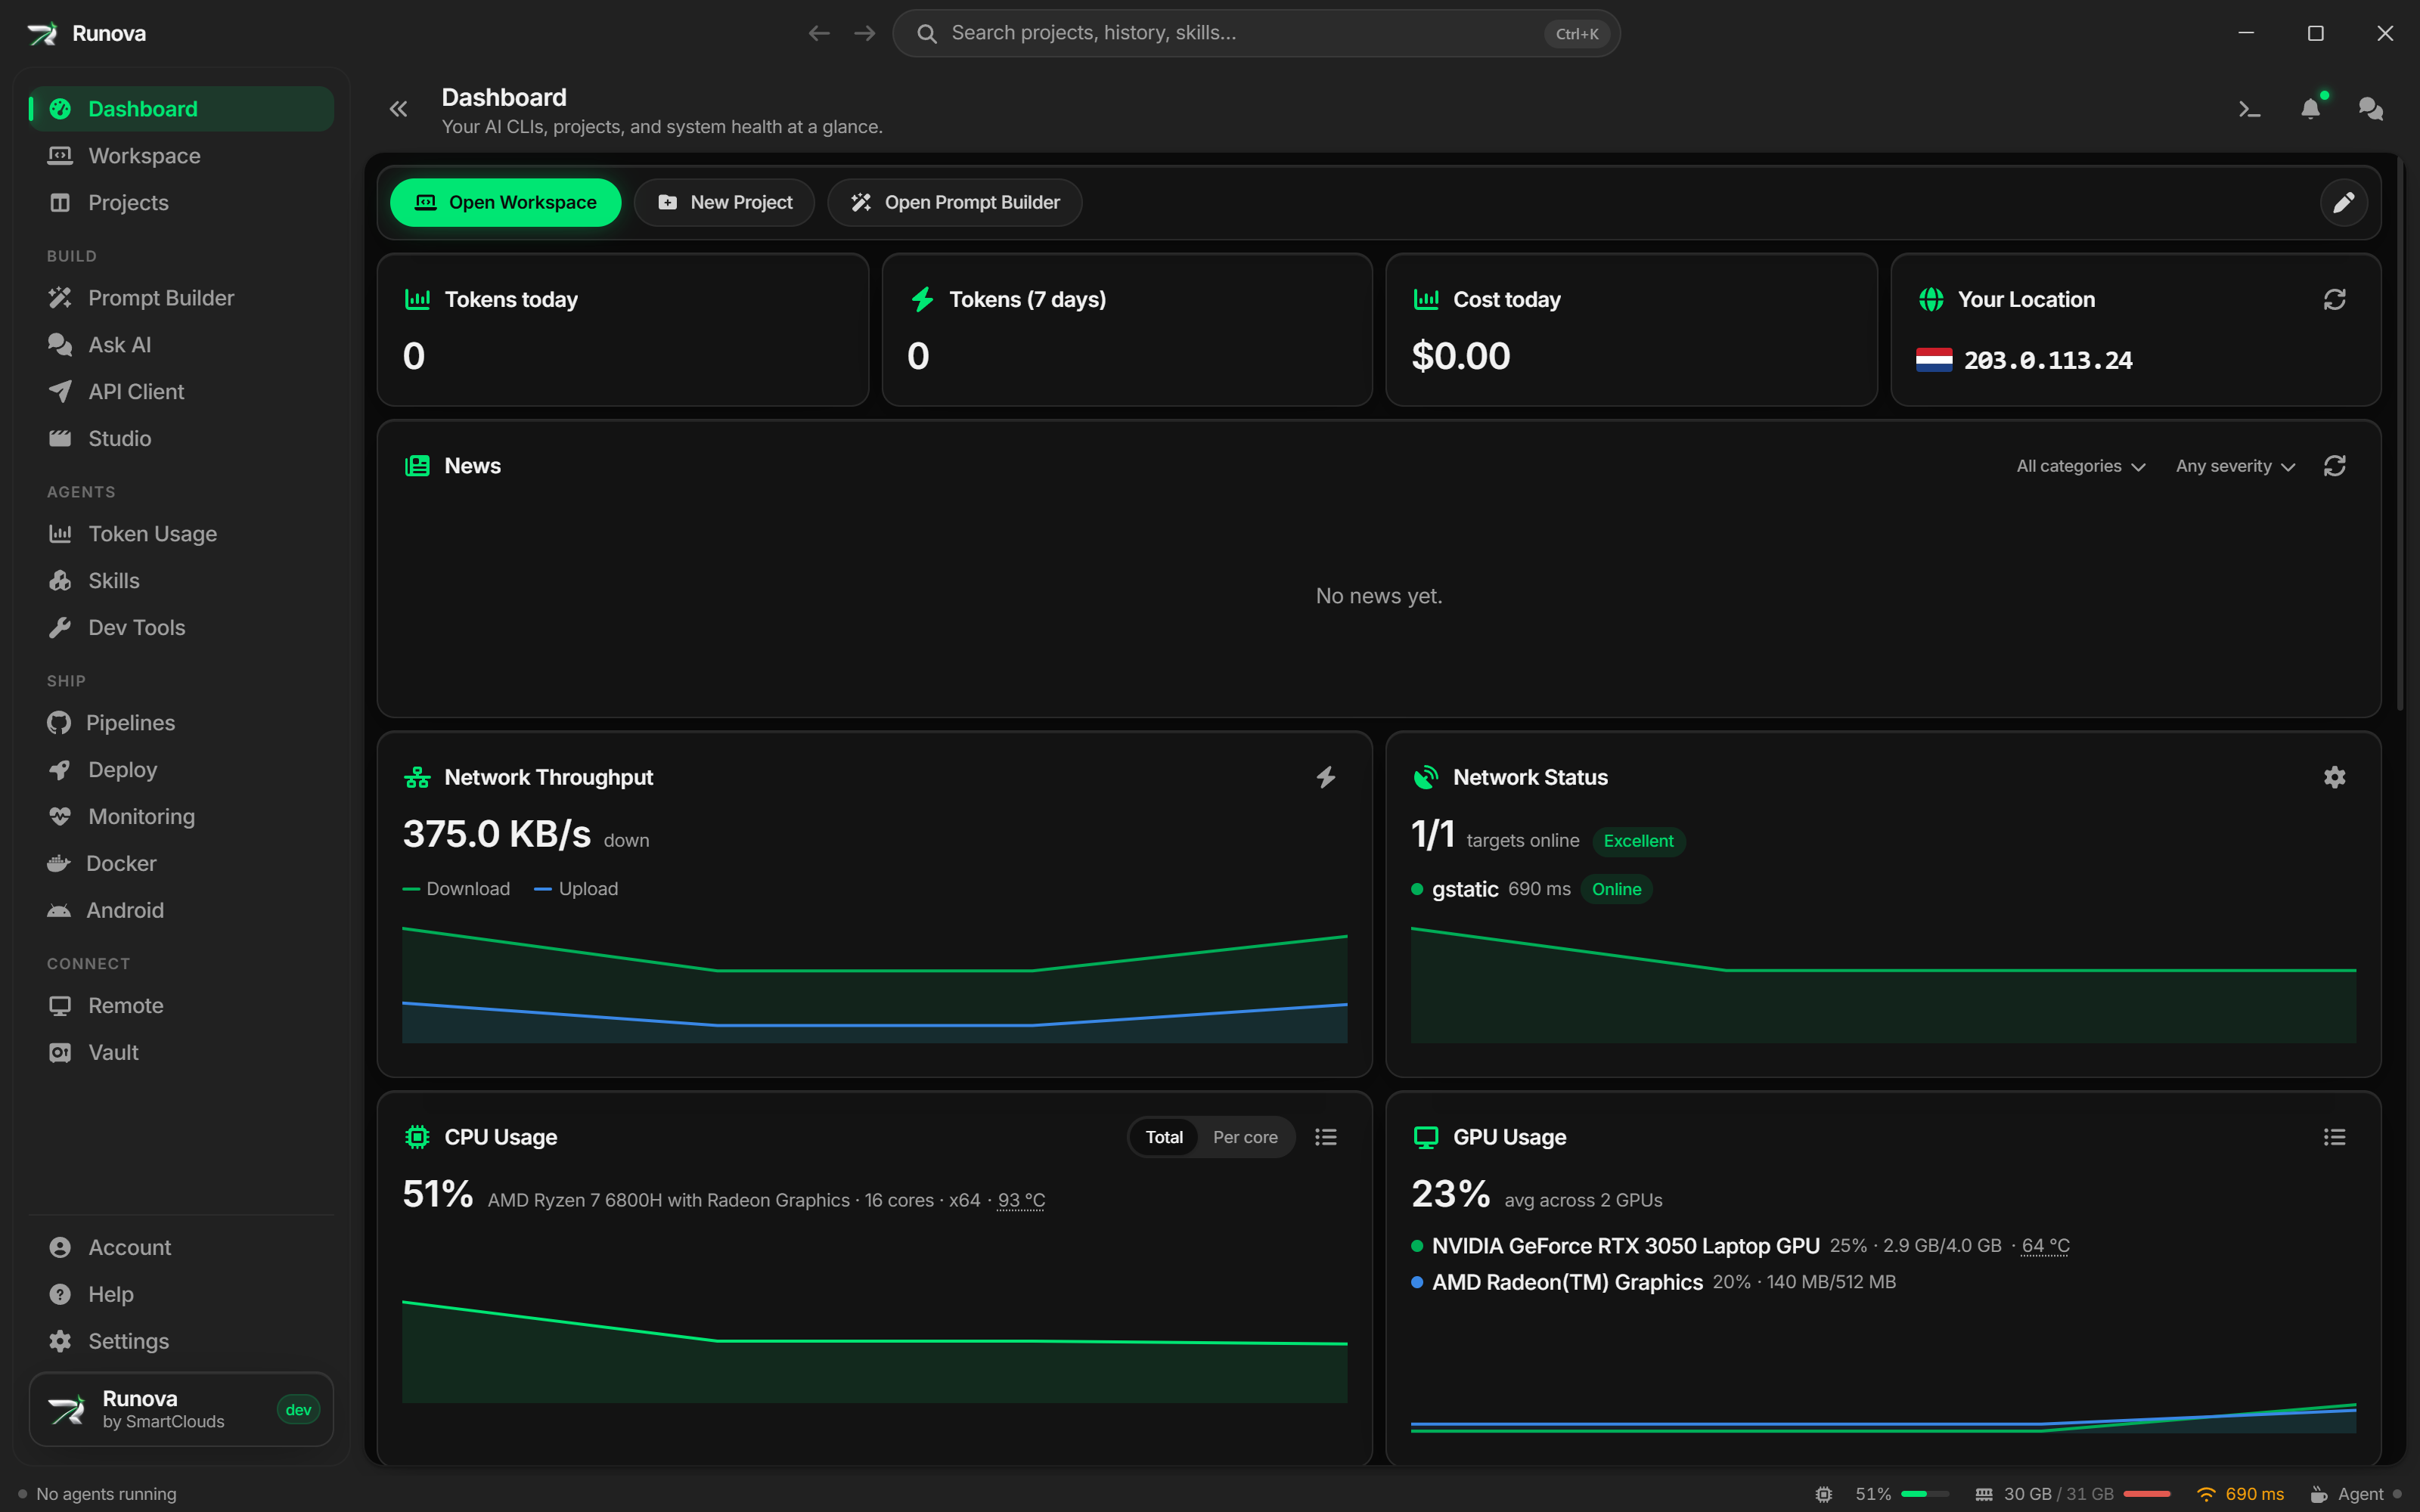 Runova
Search projects, history, skills...
Ctrl+K
Dashboard
Workspace
Projects
BUILD
Prompt Builder
Ask AI
API Client
Studio
AGENTS
Token Usage
Skills
Dev Tools
SHIP
Pipelines
Deploy
Monitoring
Docker
Android
CONNECT
Remote
Vault
Account
Help
Settings
Runova
by SmartClouds
dev
Dashboard
Your AI CLIs, projects, and system health at a glance.
Open Workspace
New Project
Open Prompt Builder
Tokens today
0
Tokens (7 days)
0
Cost today
$0.00
Your Location
203.0.113.24
News
All categories
Any severity
No news yet.
Network Throughput
375.0 KB/s down
Download Upload
Network Status
1/1 targets online Excellent
gstatic 690 ms Online
CPU Usage
Total Per core
51% AMD Ryzen 7 6800H with Radeon Graphics · 16 cores · x64 · 93 °C
GPU Usage
23% avg across 2 GPUs
NVIDIA GeForce RTX 3050 Laptop GPU 25% · 2.9 GB/4.0 GB · 64 °C
AMD Radeon(TM) Graphics 20% · 140 MB/512 MB
No agents running
51%
30 GB / 31 GB
690 ms
Agent